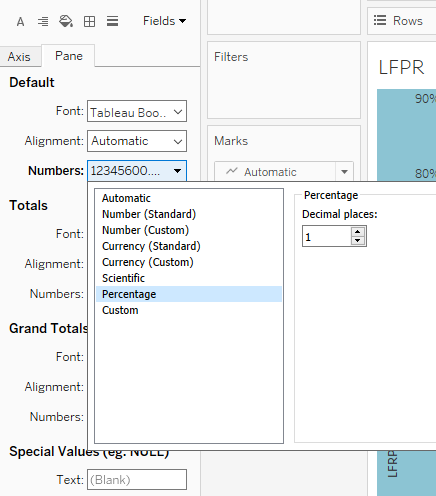 A Fields
Rows
Axis Pane
Filters
LFPR
Default
90%
Font: Tableau Boo..
Alignment: Automatic
Marks
Numbers: 12345600....
Automatic
80%
Automatic
Number (Standard)
Number (Custom)
Currency (Standard)
Currency (Custom)
Scientific
Percentage
Custom
Percentage
Decimal places:
1
Totals
Font:
Alignment:
Numbers:
Grand Totals
Font:
Alignment:
Numbers:
Special Values (eg. NULL)
Text: (Blank)
LFRP